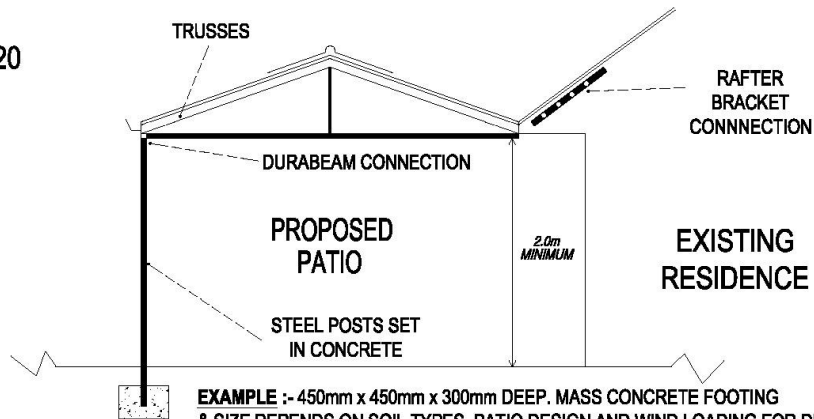 20
TRUSSES
RAFTER
BRACKET
CONNNECTION
DURABEAM CONNECTION
PROPOSED
PATIO
2.0m
MINIMUM
EXISTING
RESIDENCE
STEEL POSTS SET
IN CONCRETE
EXAMPLE :- 450mm x 450mm x 300mm DEEP. MASS CONCRETE FOOTING
& SIZE DEPENDS ON SOIL TYPES, PATIO DESIGN AND WIND LOADING FOR